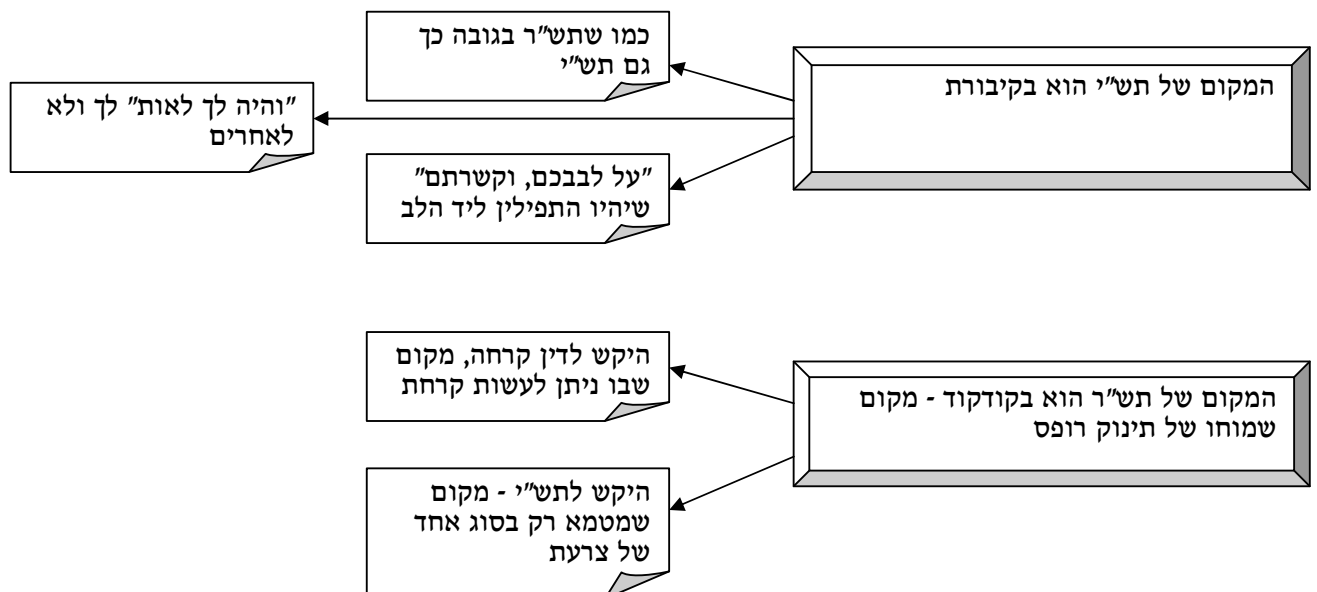 המקום של תש"י הוא בקיבורת
כמו שתש"ר בגובה כך
גם תש"י
"והיה לך לאות" לך ולא
לאחרים
"על לבבכם, וקשרתם"
שיהיו התפילין ליד הלב
המקום של תש"ר הוא בקודקוד - מקום
שמוחו של תינוק רופס
היקש לדין קרחה, מקום
שבו ניתן לעשות קרחת
היקש לתש"י - מקום
שמטמא רק בסוג אחד
של צרעת